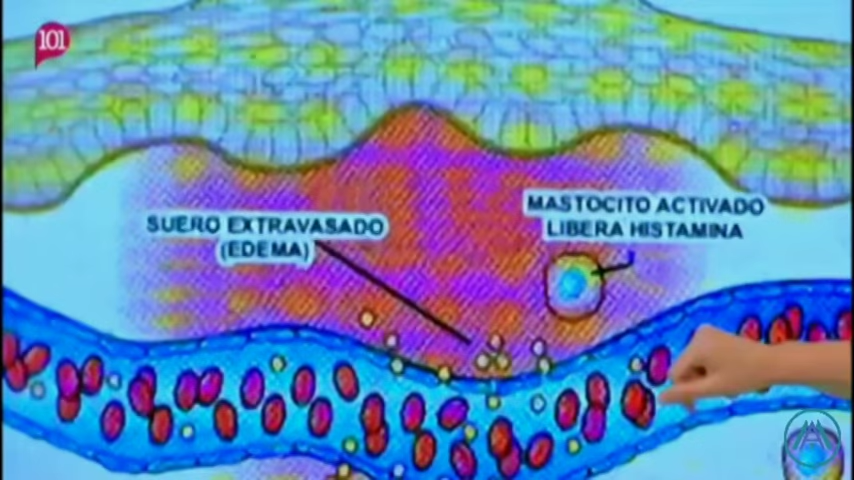 101
SUERO EXTRAVASADO
(EDEMA)
MASTOCITO ACTIVADO
LIBERA HISTAMINA